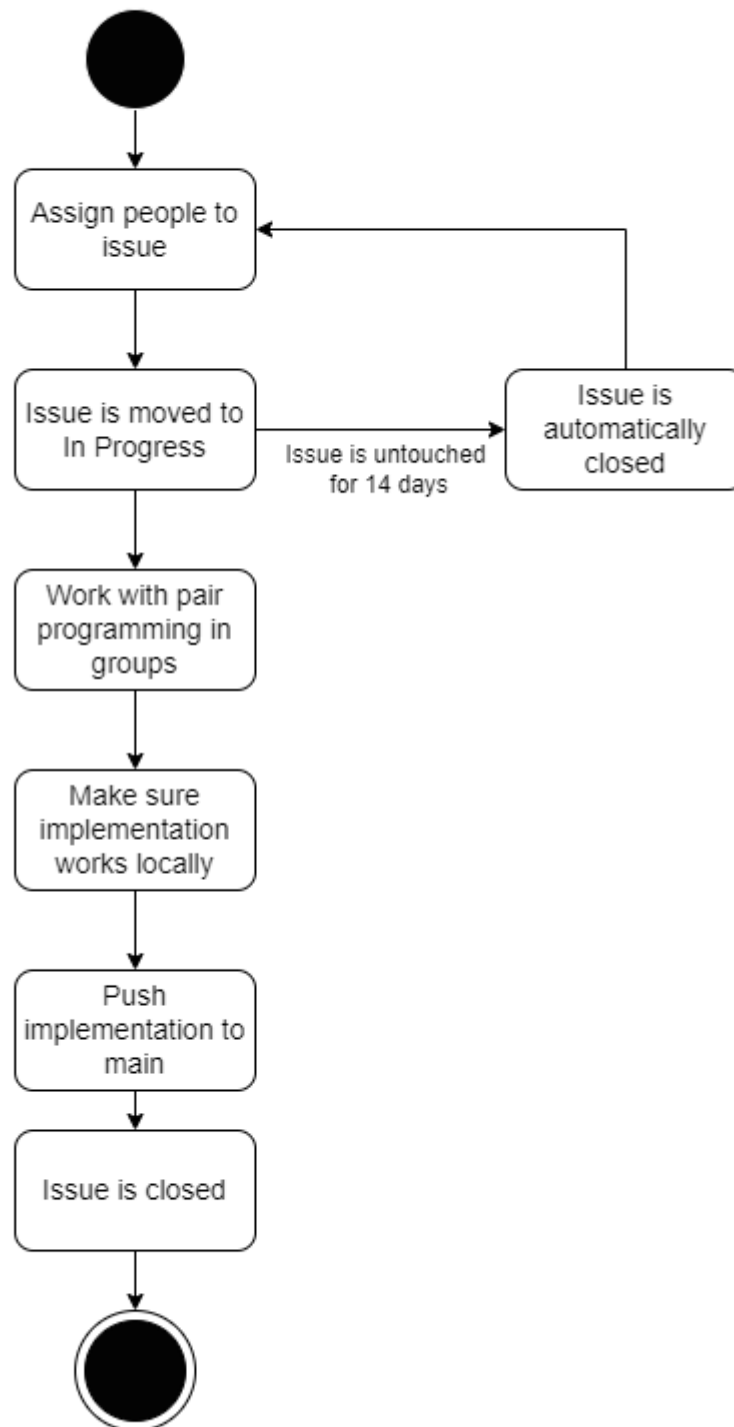 Assign people to
issue
Issue is moved to
In Progress
Issue is untouched
for 14 days
Issue is
automatically
closed
Work with pair
programming in
groups
Make sure
implementation
works locally
Push
implementation to
main
Issue is closed